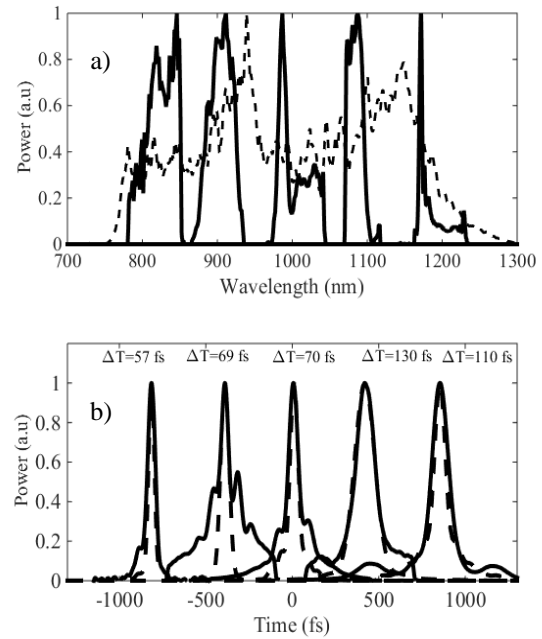 1
0.8
0.6
0.4
0.2
0
Power (a.u)
a)
700 800 900 1000 1100 1200 1300
Wavelength (nm)
ΔT=57 fs ΔT=69 fs ΔT=70 fs ΔT=130 fs ΔT=110 fs
1
0.8
0.6
0.4
0.2
0
Power (a.u)
b)
-1000 -500 0 500 1000
Time (fs)